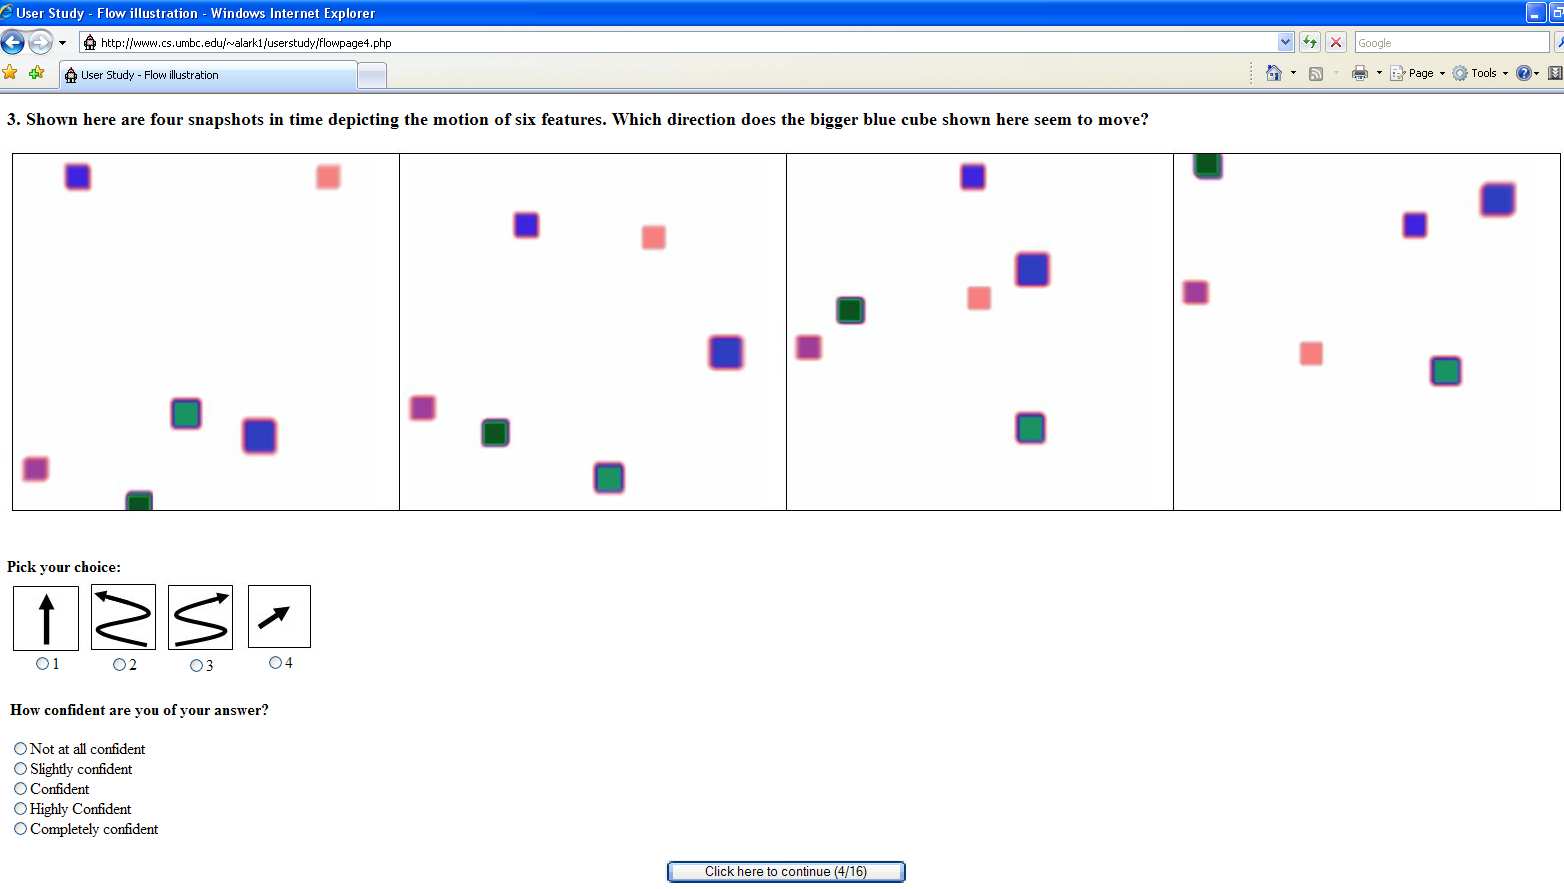 User Study - Flow illustration - Windows Internet Explorer
http://www.cs.umbc.edu/~alark1/userstudy/flowpage4.php
Google
User Study - Flow illustration
Page
Tools
3. Shown here are four snapshots in time depicting the motion of six features. Which direction does the bigger blue cube shown here seem to move?
Pick your choice:
1
2
3
4
How confident are you of your answer?
Not at all confident
Slightly confident
Confident
Highly Confident
Completely confident
Click here to continue (4/16)